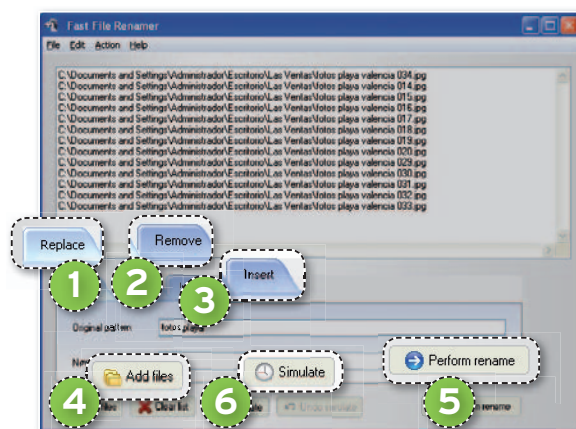 Fast File Renamer
File Edit Action Help
C:\Documents and Settings\Administrador\Escritorio\Las Ventas\fotos playa valencia 034.jpg
C:\Documents and Settings\Administrador\Escritorio\Las Ventas\fotos playa valencia 014.jpg
C:\Documents and Settings\Administrador\Escritorio\Las Ventas\fotos playa valencia 015.jpg
C:\Documents and Settings\Administrador\Escritorio\Las Ventas\fotos playa valencia 016.jpg
C:\Documents and Settings\Administrador\Escritorio\Las Ventas\fotos playa valencia 017.jpg
C:\Documents and Settings\Administrador\Escritorio\Las Ventas\fotos playa valencia 018.jpg
C:\Documents and Settings\Administrador\Escritorio\Las Ventas\fotos playa valencia 019.jpg
C:\Documents and Settings\Administrador\Escritorio\Las Ventas\fotos playa valencia 020.jpg
C:\Documents and Settings\Administrador\Escritorio\Las Ventas\fotos playa valencia 029.jpg
C:\Documents and Settings\Administrador\Escritorio\Las Ventas\fotos playa valencia 030.jpg
C:\Documents and Settings\Administrador\Escritorio\Las Ventas\fotos playa valencia 031.jpg
C:\Documents and Settings\Administrador\Escritorio\Las Ventas\fotos playa valencia 032.jpg
C:\Documents and Settings\Administrador\Escritorio\Las Ventas\fotos playa valencia 033.jpg
Replace Remove
Insert
1 2 3
Original pattern fotos playa
Add files Simulate Perform rename
4 6 5
Clear list Undo simulate rename